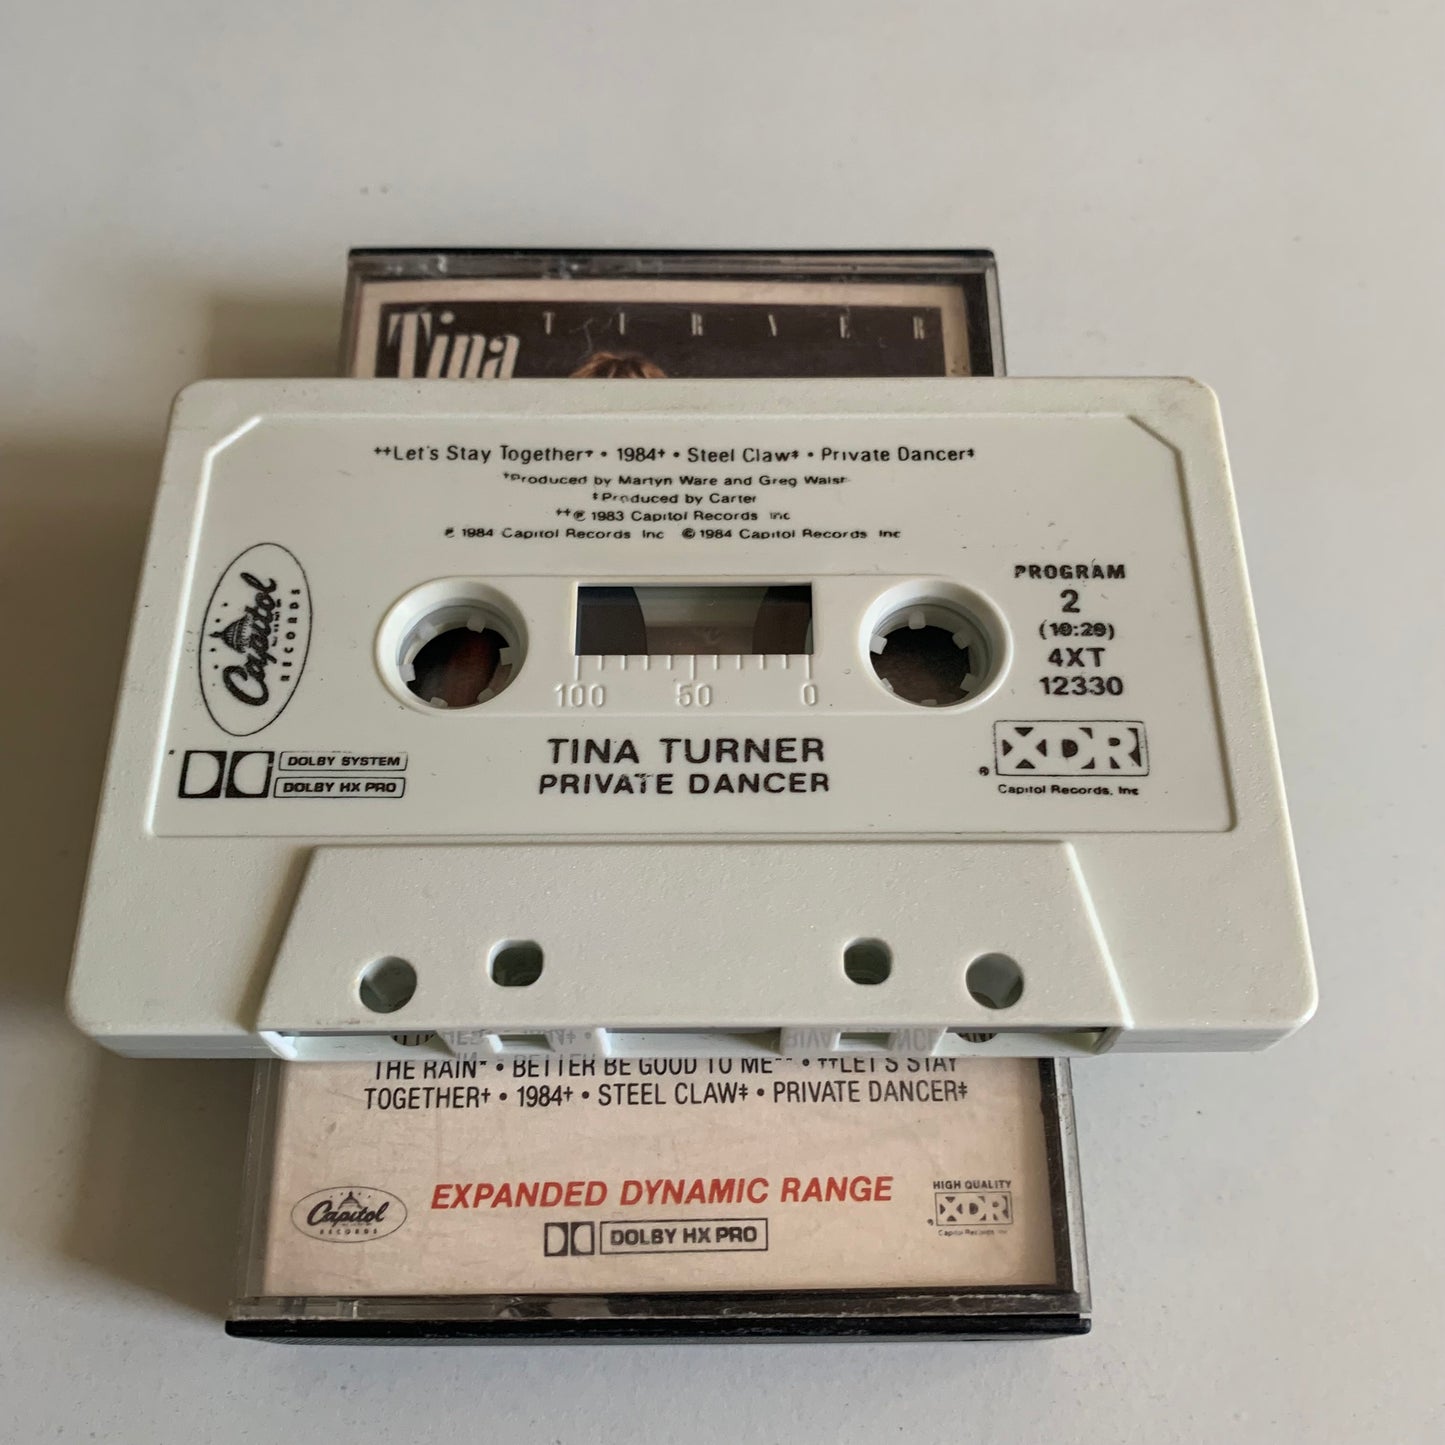 Tina TURNER
††Let's Stay Together† • 1984† • Steel Claw‡ • Private Dancer‡
†Produced by Martyn Ware and Greg Walsh
‡Produced by Carter
††℗ 1983 Capitol Records Inc
℗ 1984 Capitol Records Inc ©1984 Capitol Records Inc
Capitol
RECORDS
PROGRAM
2
4XT
12330
100 50 0
DOLBY SYSTEM
DOLBY HX PRO
TINA TURNER
PRIVATE DANCER
XDR
®
Capitol Records, Inc
THE RAIN* • BETTER BE GOOD TO ME** • ††LET'S STAY
TOGETHER† • 1984† • STEEL CLAW‡ • PRIVATE DANCER‡
EXPANDED DYNAMIC RANGE
Capitol
RECORDS
DOLBY HX PRO
HIGH QUALITY
XDR
®
Capitol Records, Inc